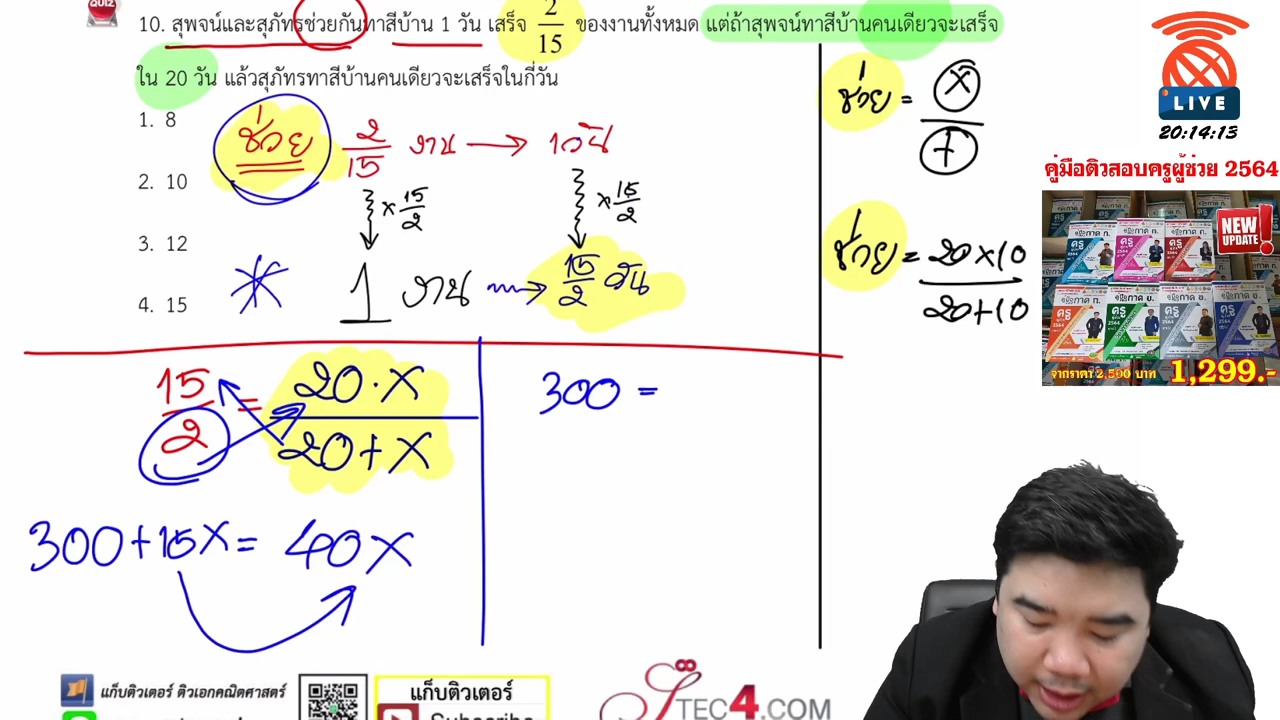 QUIZ
10. สุพจน์และสุภัทรช่วยกันทาสีบ้าน 1 วัน เสร็จ 2/15 ของงานทั้งหมด แต่ถ้าสุพจน์ทาสีบ้านคนเดียวจะเสร็จ
ใน 20 วัน แล้วสุภัทรทาสีบ้านคนเดียวจะเสร็จในกี่วัน
1. 8
2. 10
3. 12
4. 15
ช่วย 2/15 งาน → 1วัน
×15/2 ×15/2
1 งาน → 15/2 วัน
15/2 = 20·x/20+x
300+15x = 40x
300 =
ช่วย = ×/+
ช่วย = 20×10/20+10
LIVE
20:14:13
คู่มือติวสอบครูผู้ช่วย 2564
NEW
UPDATE!
จากราคา 2,500 บาท 1,299.-
แก็บติวเตอร์ ติวเอกคณิตศาสตร์
แก็บติวเตอร์
Subscribe
TEC4.COM